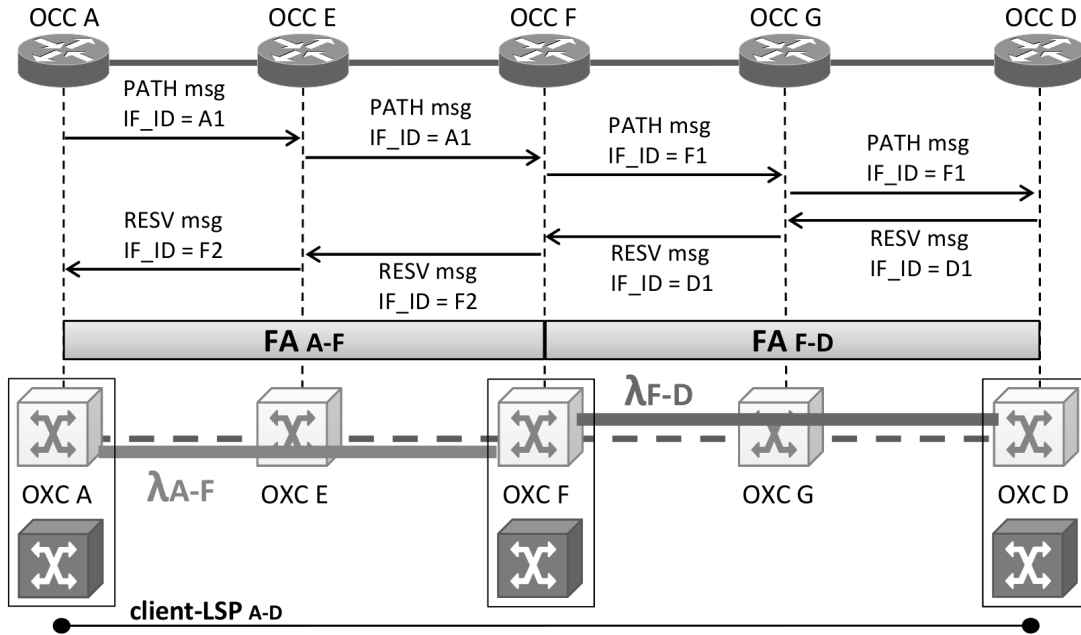 OCC A
OCC E
OCC F
OCC G
OCC D
PATH msg
IF_ID = A1
PATH msg
IF_ID = A1
PATH msg
IF_ID = F1
PATH msg
IF_ID = F1
RESV msg
IF_ID = F2
RESV msg
IF_ID = F2
RESV msg
IF_ID = D1
RESV msg
IF_ID = D1
FA A-F
FA F-D
λF-D
λA-F
OXC A
OXC E
OXC F
OXC G
OXC D
client-LSP A-D